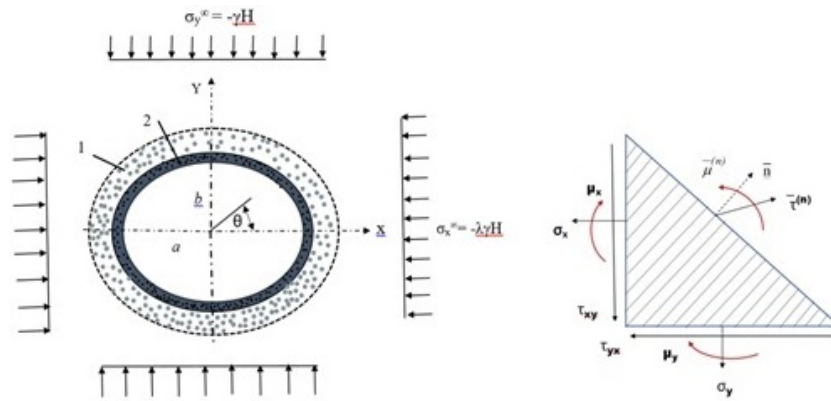 σy∞ = -γH
Y
2
1
b
θ
a
x
σx∞ = -λγH
μ̅(n)
n̅
τ̅(n)
μx
σx
τxy
τyx
μy
σy